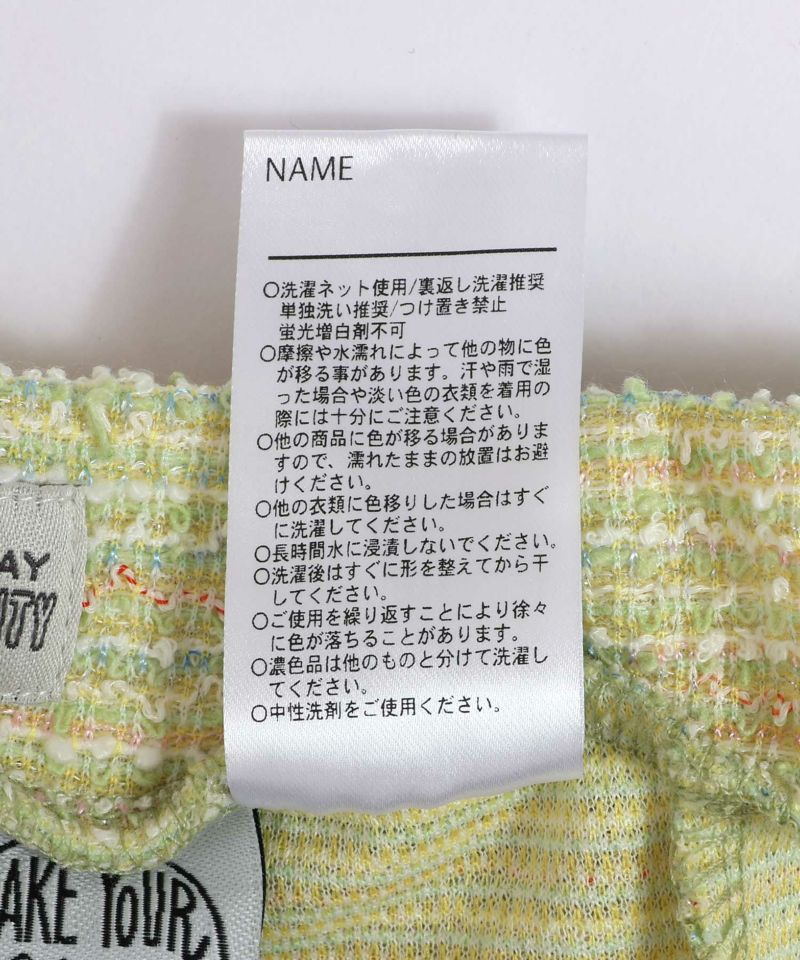 NAME
〇洗濯ネット使用/裏返し洗濯推奨
単独洗い推奨/つけ置き禁止
蛍光増白剤不可
〇摩擦や水濡れによって他の物に色
が移る事があります。汗や雨で湿
った場合や淡い色の衣類を着用の
際には十分にご注意ください。
〇他の商品に色が移る場合がありま
すので、濡れたままの放置はお避
けください。
〇他の衣類に色移りした場合はすぐ
に洗濯してください。
〇長時間水に浸漬しないでください。
〇洗濯後はすぐに形を整えてから干
してください。
〇ご使用を繰り返すことにより徐々
に色が落ちることがあります。
〇濃色品は他のものと分けて洗濯し
てください。
〇中性洗剤をご使用ください。
AY
AKE YOUR